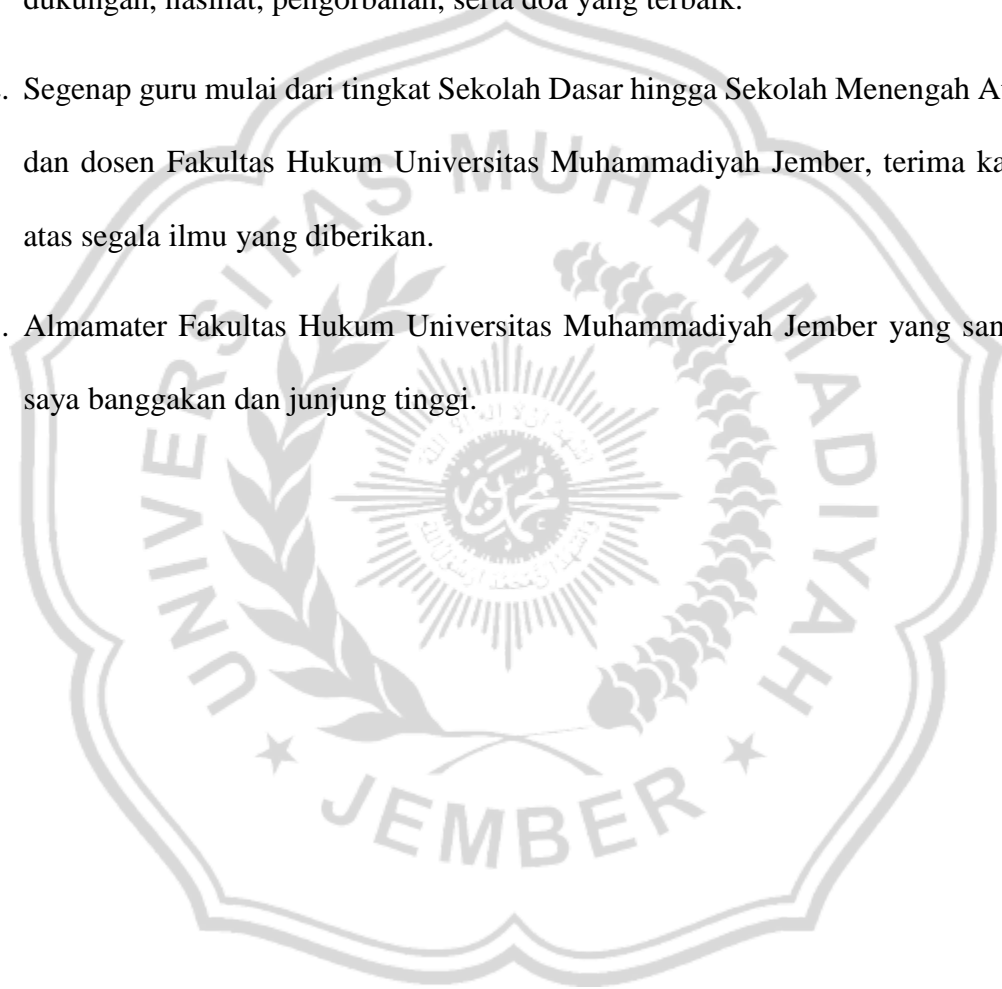 dukungan, nasihat, pengorbanan, serta doa yang terbaik.
. Segenap guru mulai dari tingkat Sekolah Dasar hingga Sekolah Menengah A
dan dosen Fakultas Hukum Universitas Muhammadiyah Jember, terima ka
atas segala ilmu yang diberikan.
. Almamater Fakultas Hukum Universitas Muhammadiyah Jember yang san
saya banggakan dan junjung tinggi.
UNIVERSITAS MUHAMMADIYAH
JEMBER